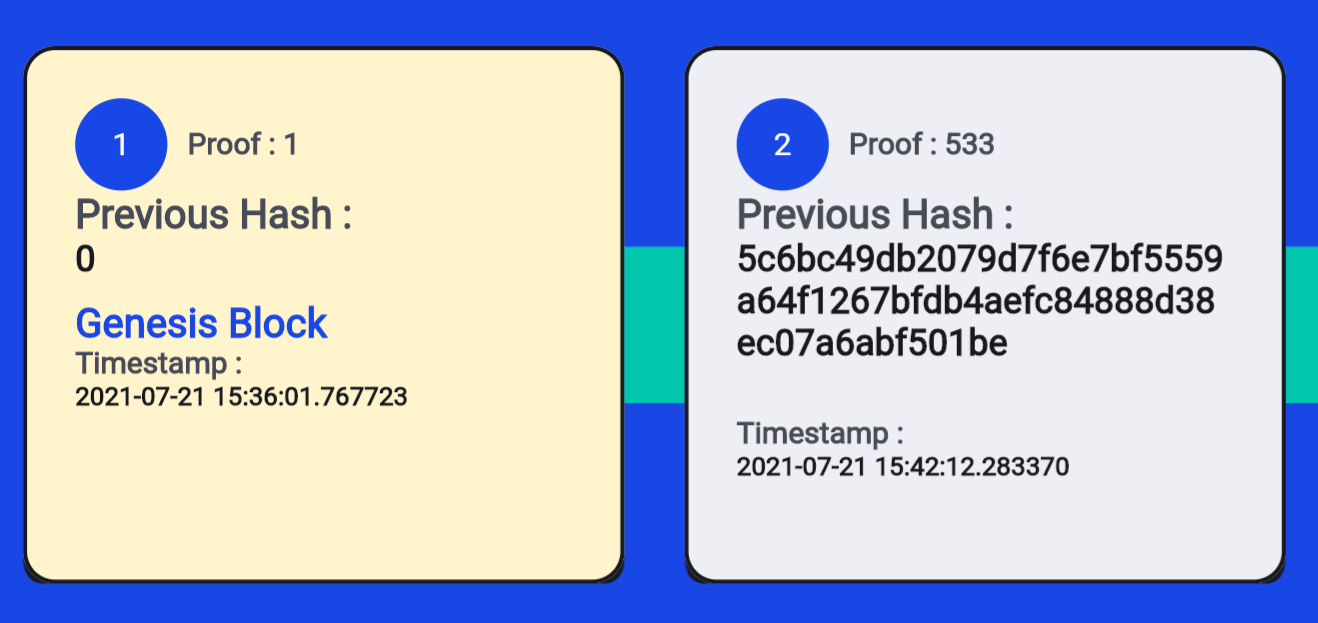 1
Proof : 1
Previous Hash :
0
Genesis Block
Timestamp :
2021-07-21 15:36:01.767723
2
Proof : 533
Previous Hash :
5c6bc49db2079d7f6e7bf5559
a64f1267bfdb4aefc84888d38
ec07a6abf501be
Timestamp :
2021-07-21 15:42:12.283370